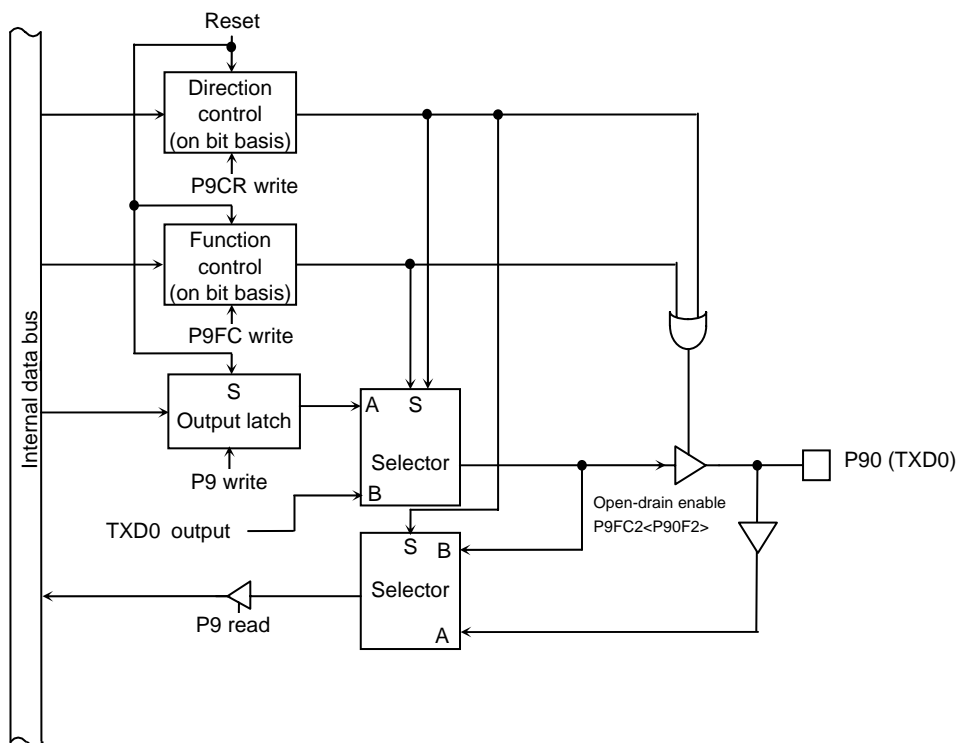 Reset
Direction
control
(on bit basis)
P9CR write
Function
control
(on bit basis)
P9FC write
Internal data bus
S
Output latch
P9 write
A
S
Selector
B
TXD0 output
P90 (TXD0)
Open-drain enable
P9FC2<P90F2>
S
B
Selector
A
P9 read